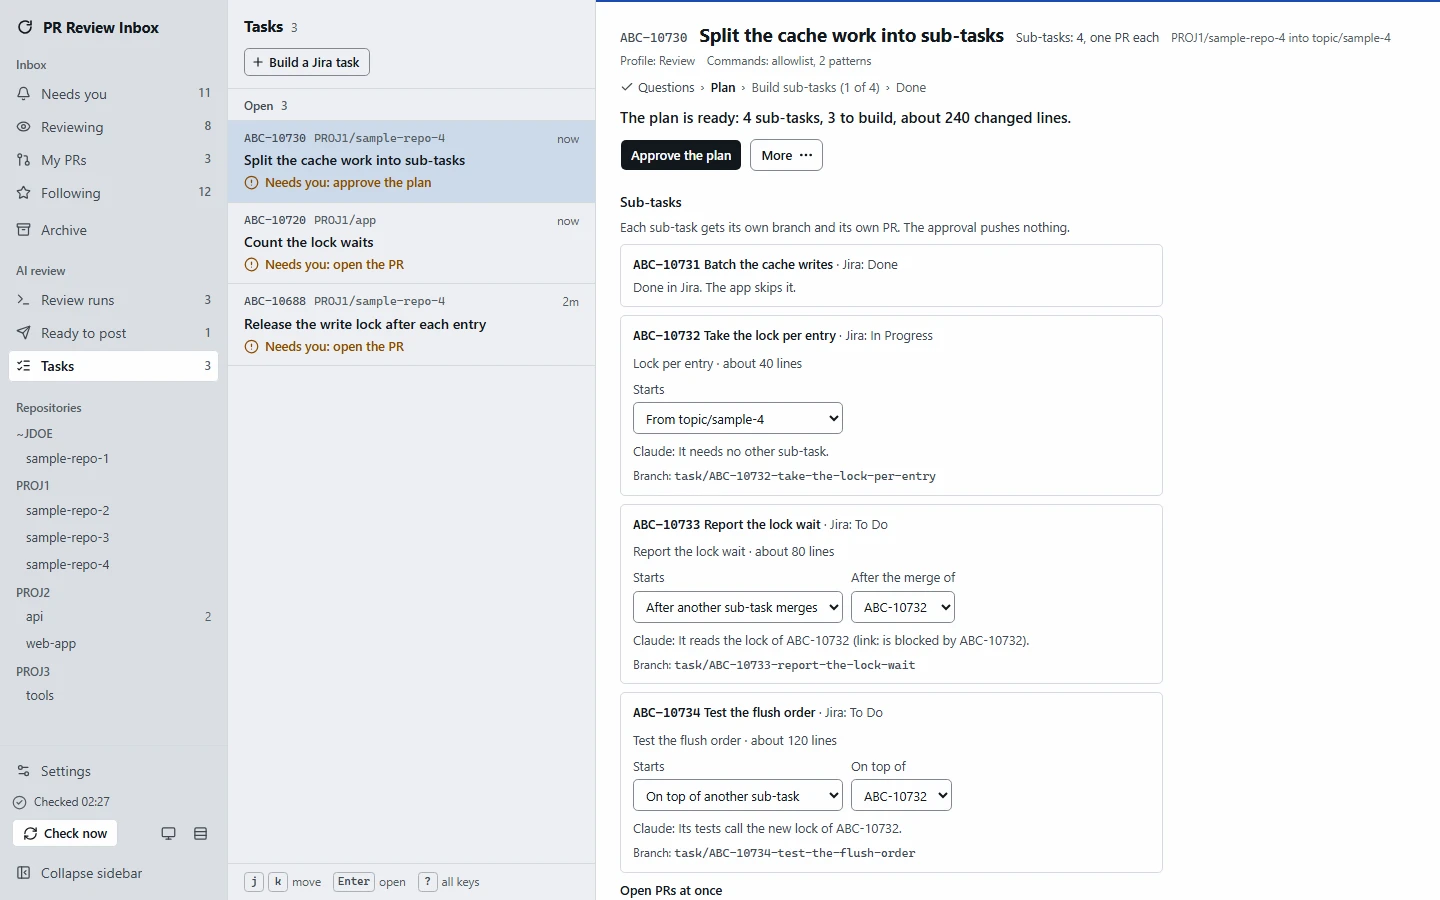 PR Review Inbox
Inbox
Needs you 11
Reviewing 8
My PRs 3
Following 12
Archive
AI review
Review runs 3
Ready to post 1
Tasks 3
Repositories
~JDOE
sample-repo-1
PROJ1
sample-repo-2
sample-repo-3
sample-repo-4
PROJ2
api 2
web-app
PROJ3
tools
Settings
Checked 02:27
Check now
Collapse sidebar
Tasks 3
+ Build a Jira task
Open 3
ABC-10730 PROJ1/sample-repo-4 now
Split the cache work into sub-tasks
Needs you: approve the plan
ABC-10720 PROJ1/app now
Count the lock waits
Needs you: open the PR
ABC-10688 PROJ1/sample-repo-4 2m
Release the write lock after each entry
Needs you: open the PR
j k move Enter open ? all keys
ABC-10730 Split the cache work into sub-tasks Sub-tasks: 4, one PR each PROJ1/sample-repo-4 into topic/sample-4
Profile: Review Commands: allowlist, 2 patterns
✓ Questions › Plan › Build sub-tasks (1 of 4) › Done
The plan is ready: 4 sub-tasks, 3 to build, about 240 changed lines.
Approve the plan More ···
Sub-tasks
Each sub-task gets its own branch and its own PR. The approval pushes nothing.
ABC-10731 Batch the cache writes · Jira: Done
Done in Jira. The app skips it.
ABC-10732 Take the lock per entry · Jira: In Progress
Lock per entry · about 40 lines
Starts
From topic/sample-4
Claude: It needs no other sub-task.
Branch: task/ABC-10732-take-the-lock-per-entry
ABC-10733 Report the lock wait · Jira: To Do
Report the lock wait · about 80 lines
Starts After the merge of
After another sub-task merges ABC-10732
Claude: It reads the lock of ABC-10732 (link: is blocked by ABC-10732).
Branch: task/ABC-10733-report-the-lock-wait
ABC-10734 Test the flush order · Jira: To Do
Test the flush order · about 120 lines
Starts On top of
On top of another sub-task ABC-10732
Claude: Its tests call the new lock of ABC-10732.
Branch: task/ABC-10734-test-the-flush-order
Open PRs at once